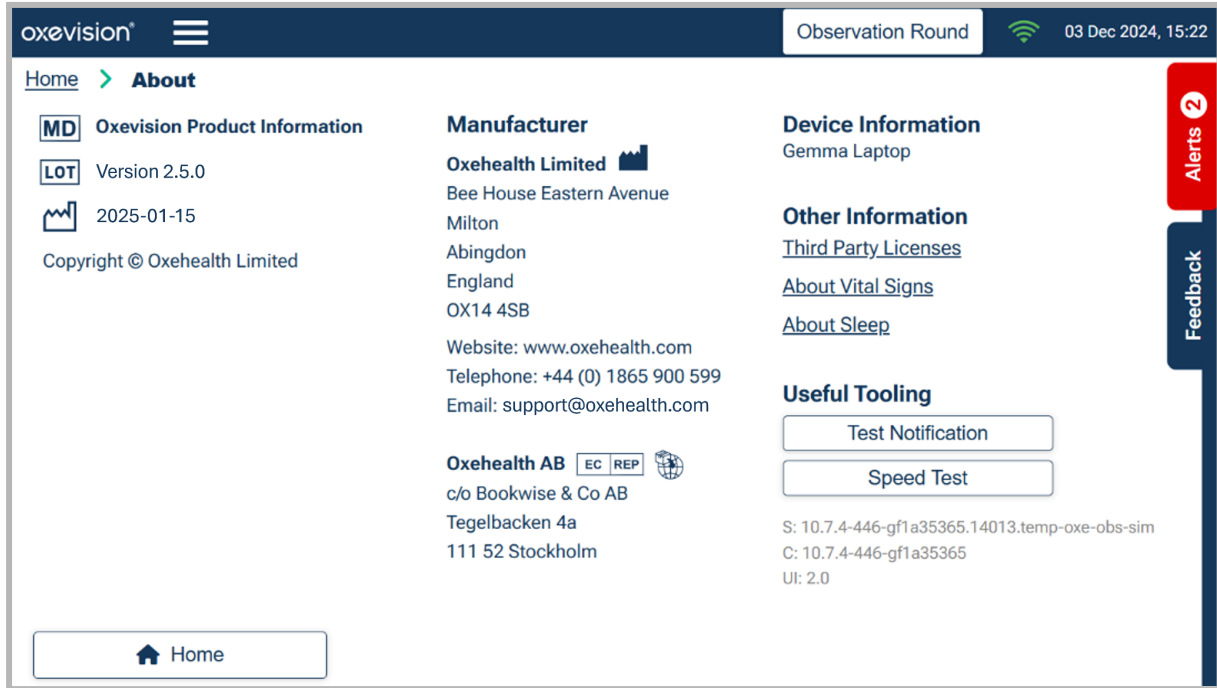 oxevision®
Observation Round
03 Dec 2024, 15:22
Home > About
MD Oxevision Product Information
LOT Version 2.5.0
2025-01-15
Copyright © Oxehealth Limited
Manufacturer
Oxehealth Limited
Bee House Eastern Avenue
Milton
Abingdon
England
OX14 4SB
Website: www.oxehealth.com
Telephone: +44 (0) 1865 900 599
Email: support@oxehealth.com
Oxehealth AB EC REP
c/o Bookwise & Co AB
Tegelbacken 4a
111 52 Stockholm
Device Information
Gemma Laptop
Other Information
Third Party Licenses
About Vital Signs
About Sleep
Useful Tooling
Test Notification
Speed Test
S: 10.7.4-446-gf1a35365.14013.temp-oxe-obs-sim
C: 10.7.4-446-gf1a35365
UI: 2.0
Alerts 2
Feedback
Home